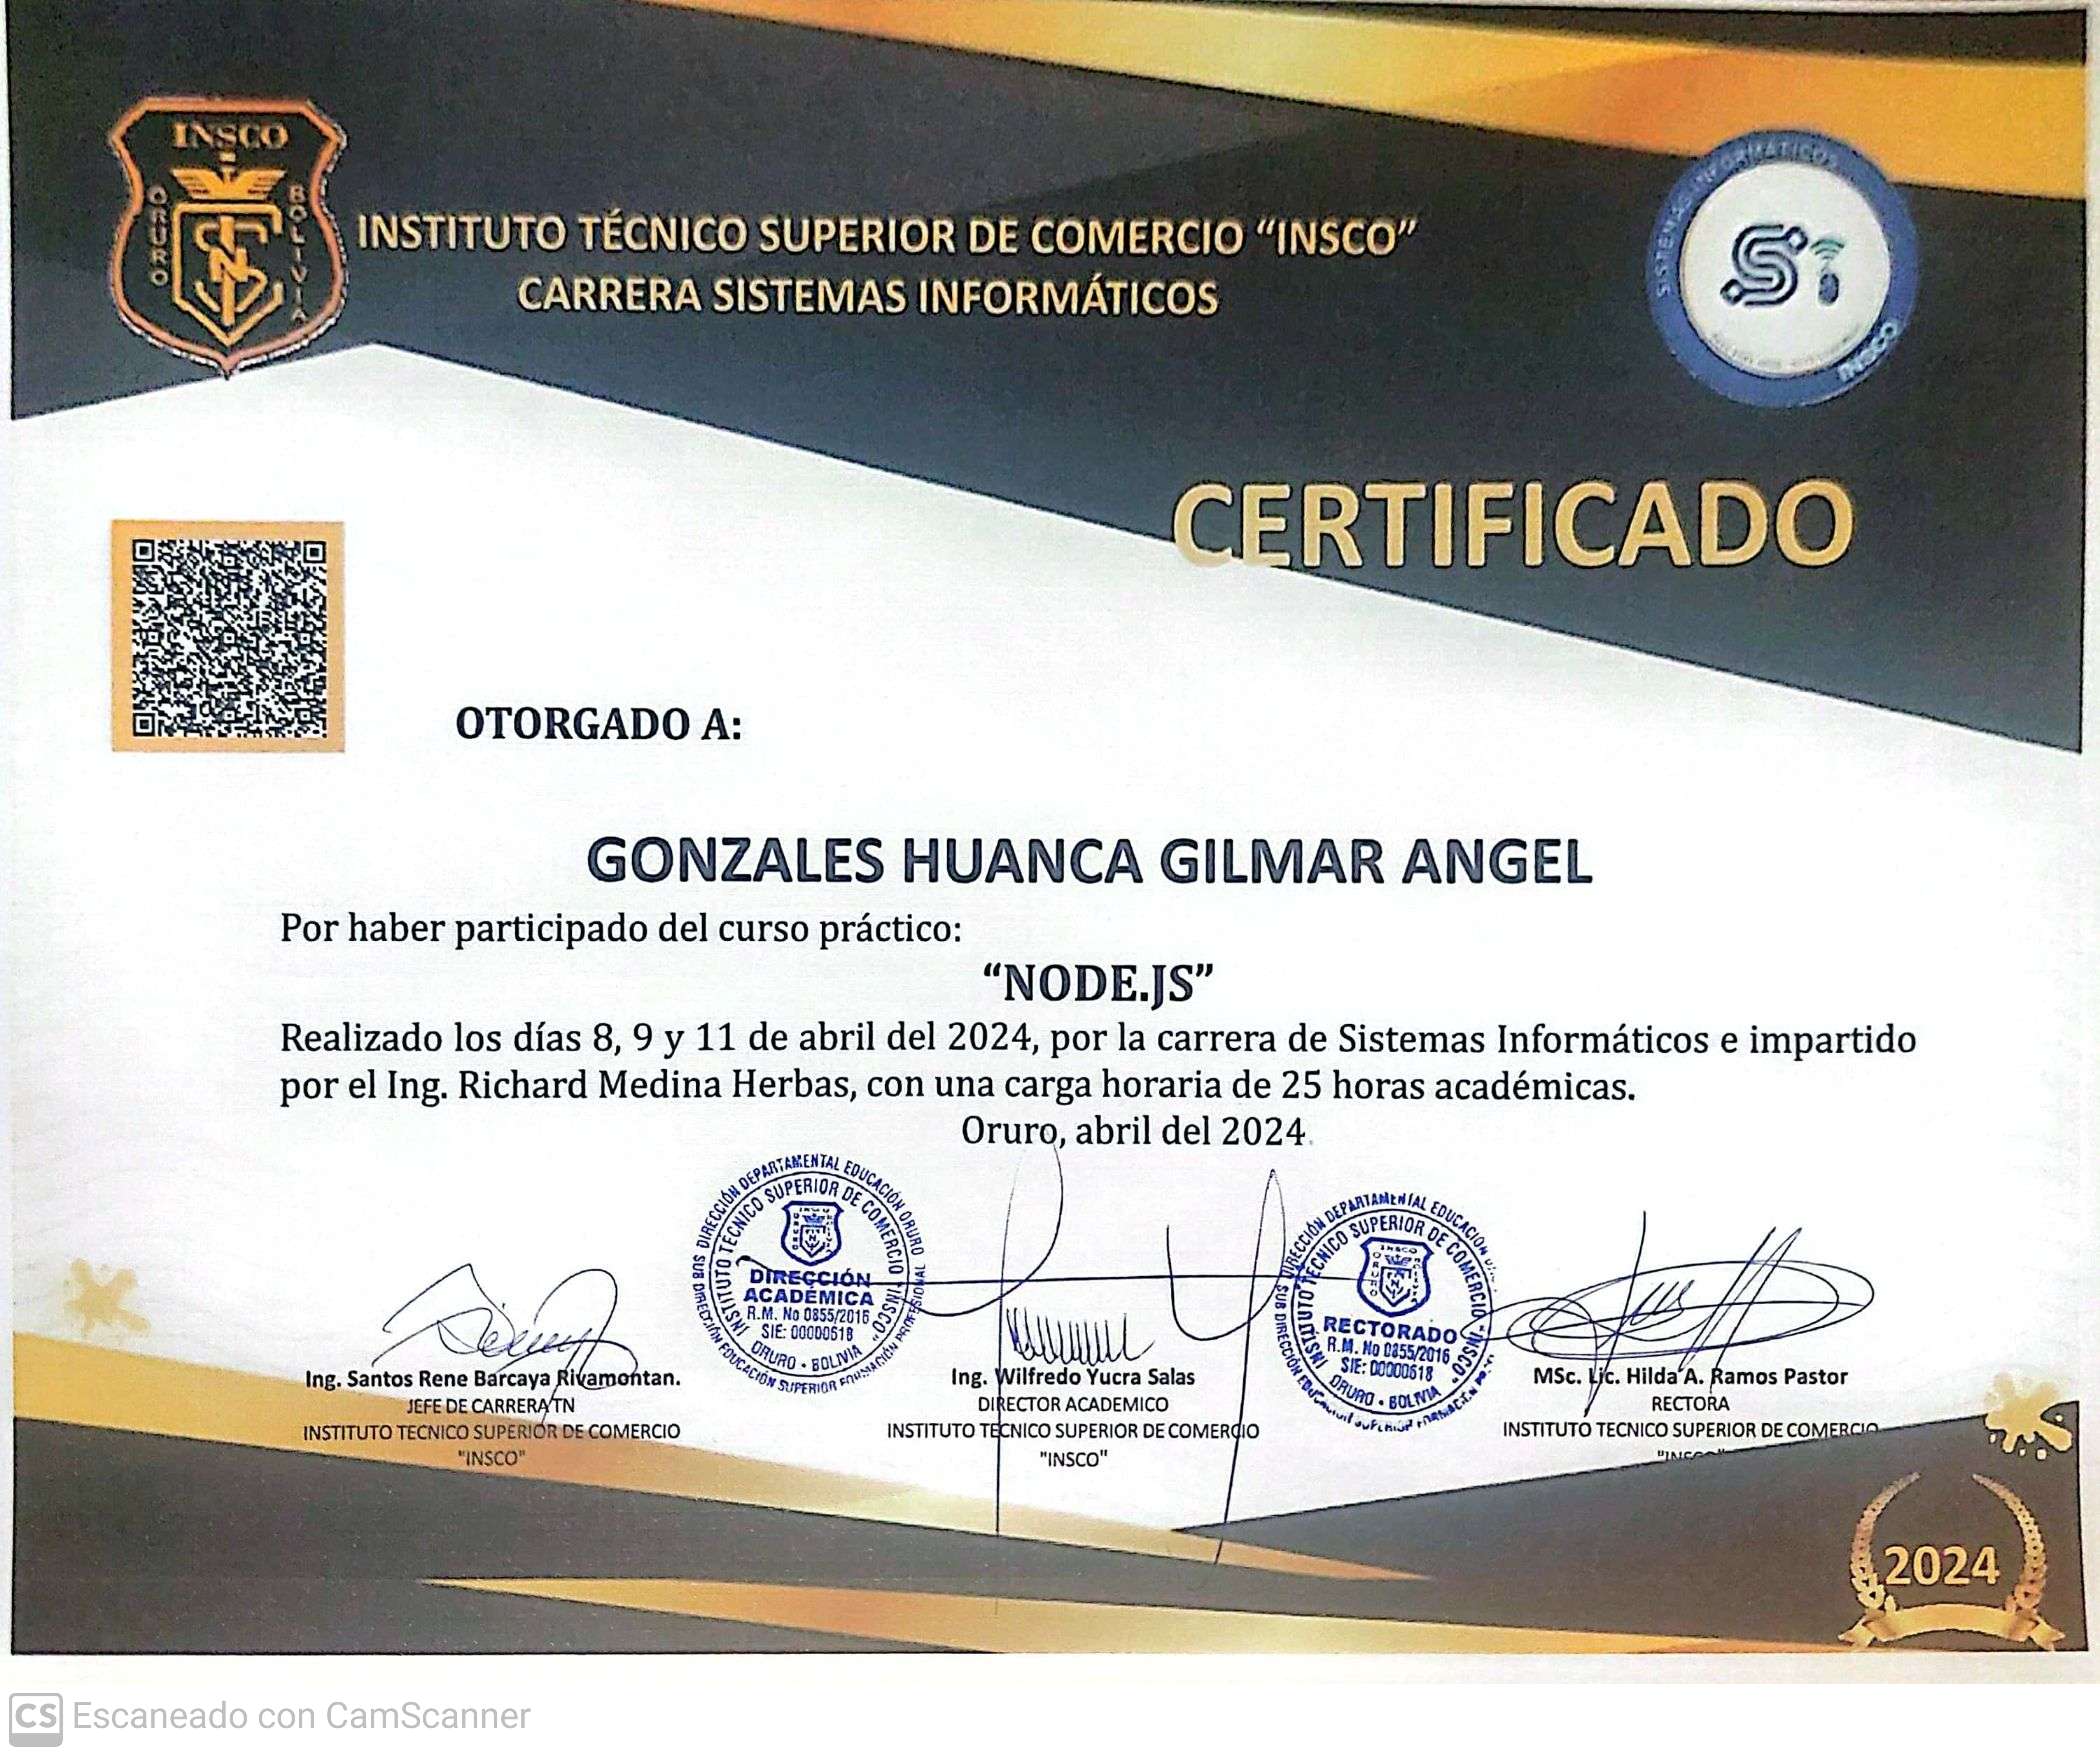 INSCO
ORURO
BOLIVIA
INSTITUTO TÉCNICO SUPERIOR DE COMERCIO “INSCO”
CARRERA SISTEMAS INFORMÁTICOS
SISTEMAS INFORMÁTICOS
Si
INSCO
CERTIFICADO
OTORGADO A:
GONZALES HUANCA GILMAR ANGEL
Por haber participado del curso práctico:
“NODE.JS”
Realizado los días 8, 9 y 11 de abril del 2024, por la carrera de Sistemas Informáticos e impartido
por el Ing. Richard Medina Herbas, con una carga horaria de 25 horas académicas.
Oruro, abril del 2024.
SUB DIRECCIÓN DEPARTAMENTAL EDUCACIÓN ORURO
SUB DIRECCIÓN EDUCACIÓN SUPERIOR FORMACIÓN PROFESIONAL
INSTITUTO TÉCNICO SUPERIOR DE COMERCIO "INSCO"
DIRECCIÓN
ACADÉMICA
R.M. No 0855/2016
SIE: 00000618
ORURO - BOLIVIA
SUB DIRECCIÓN DEPARTAMENTAL EDUCACIÓN
SUB DIRECCIÓN EDUCACIÓN SUPERIOR FORMACIÓN
INSTITUTO TÉCNICO SUPERIOR DE COMERCIO "INSCO"
RECTORADO
R.M. No 0855/2016
SIE: 00000618
ORURO - BOLIVIA
Ing. Santos Rene Barcaya Rivamontan.
JEFE DE CARRERA TN
INSTITUTO TECNICO SUPERIOR DE COMERCIO
"INSCO"
Ing. Wilfredo Yucra Salas
DIRECTOR ACADEMICO
INSTITUTO TECNICO SUPERIOR DE COMERCIO
"INSCO"
MSc. Lic. Hilda A. Ramos Pastor
RECTORA
INSTITUTO TECNICO SUPERIOR DE COMERCIO
"INSCO"
2024
CS Escaneado con CamScanner